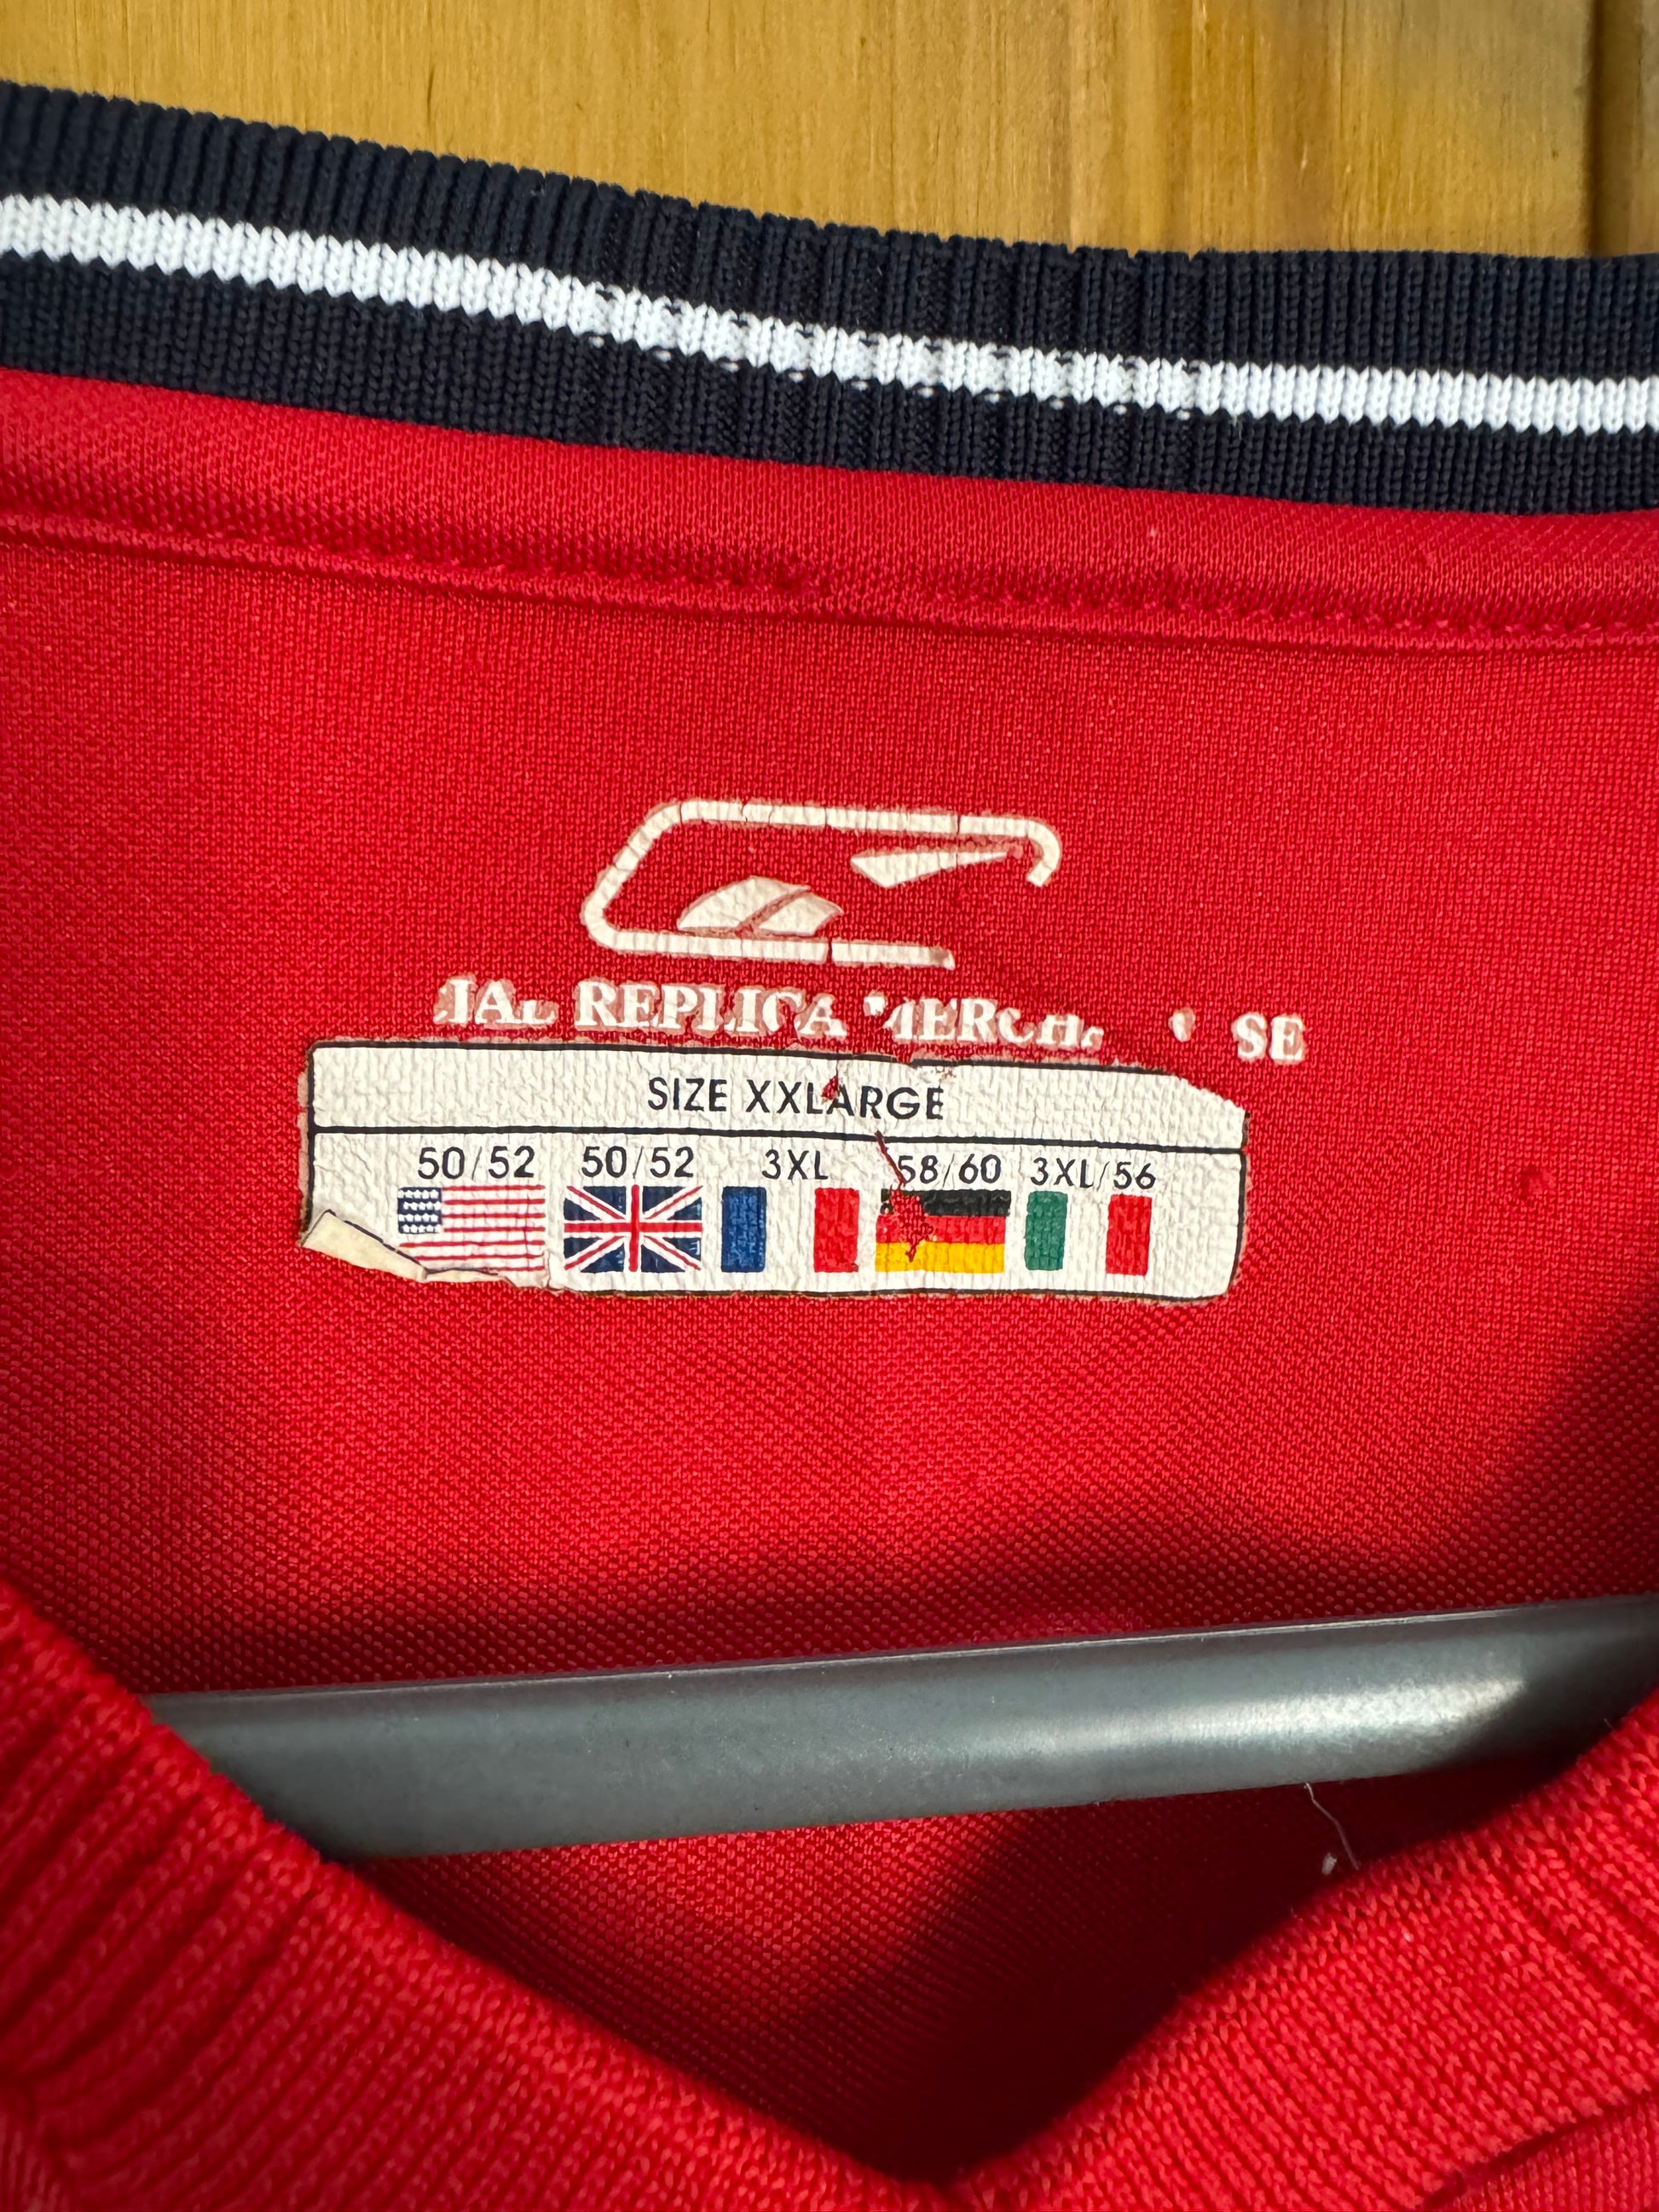 REPLICA
SE
SIZE XXLARGE
50/52 50/52 3XL 58/60 3XL/56